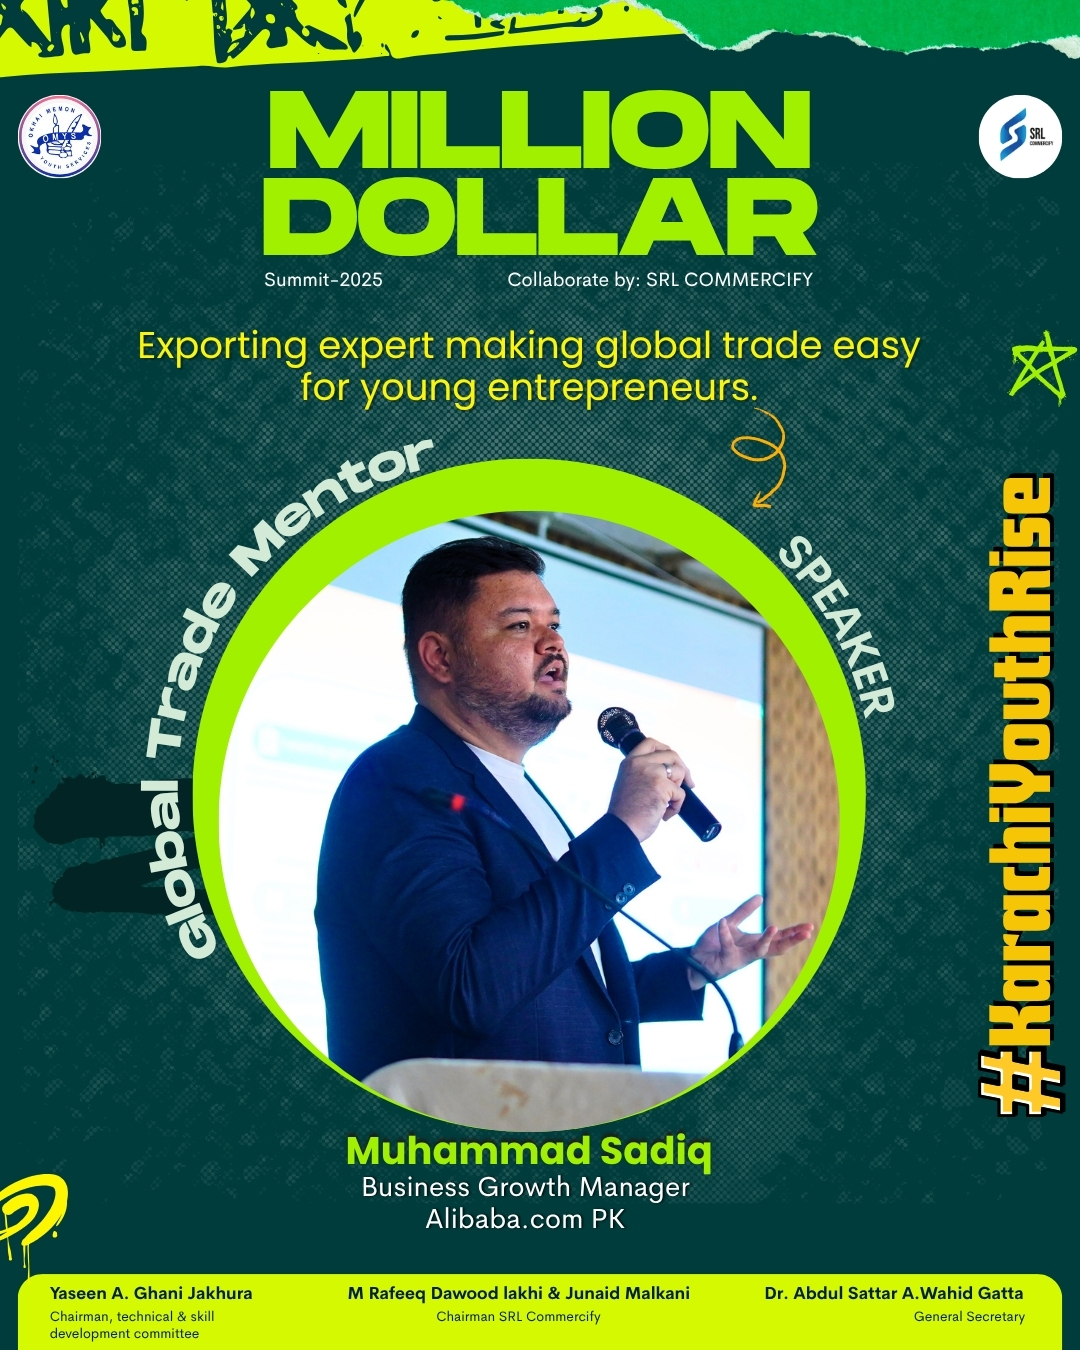 OKHAI MEMON
OMYS
YOUTH SERVICES
SRL
COMMERCIFY
MILLION
DOLLAR
Summit-2025
Collaborate by: SRL COMMERCIFY
Exporting expert making global trade easy
for young entrepreneurs.
Global Trade Mentor
SPEAKER
#KarachiYouthRise
Muhammad Sadiq
Business Growth Manager
Alibaba.com PK
Yaseen A. Ghani Jakhura
Chairman, technical & skill
development committee
M Rafeeq Dawood lakhi & Junaid Malkani
Chairman SRL Commercify
Dr. Abdul Sattar A.Wahid Gatta
General Secretary